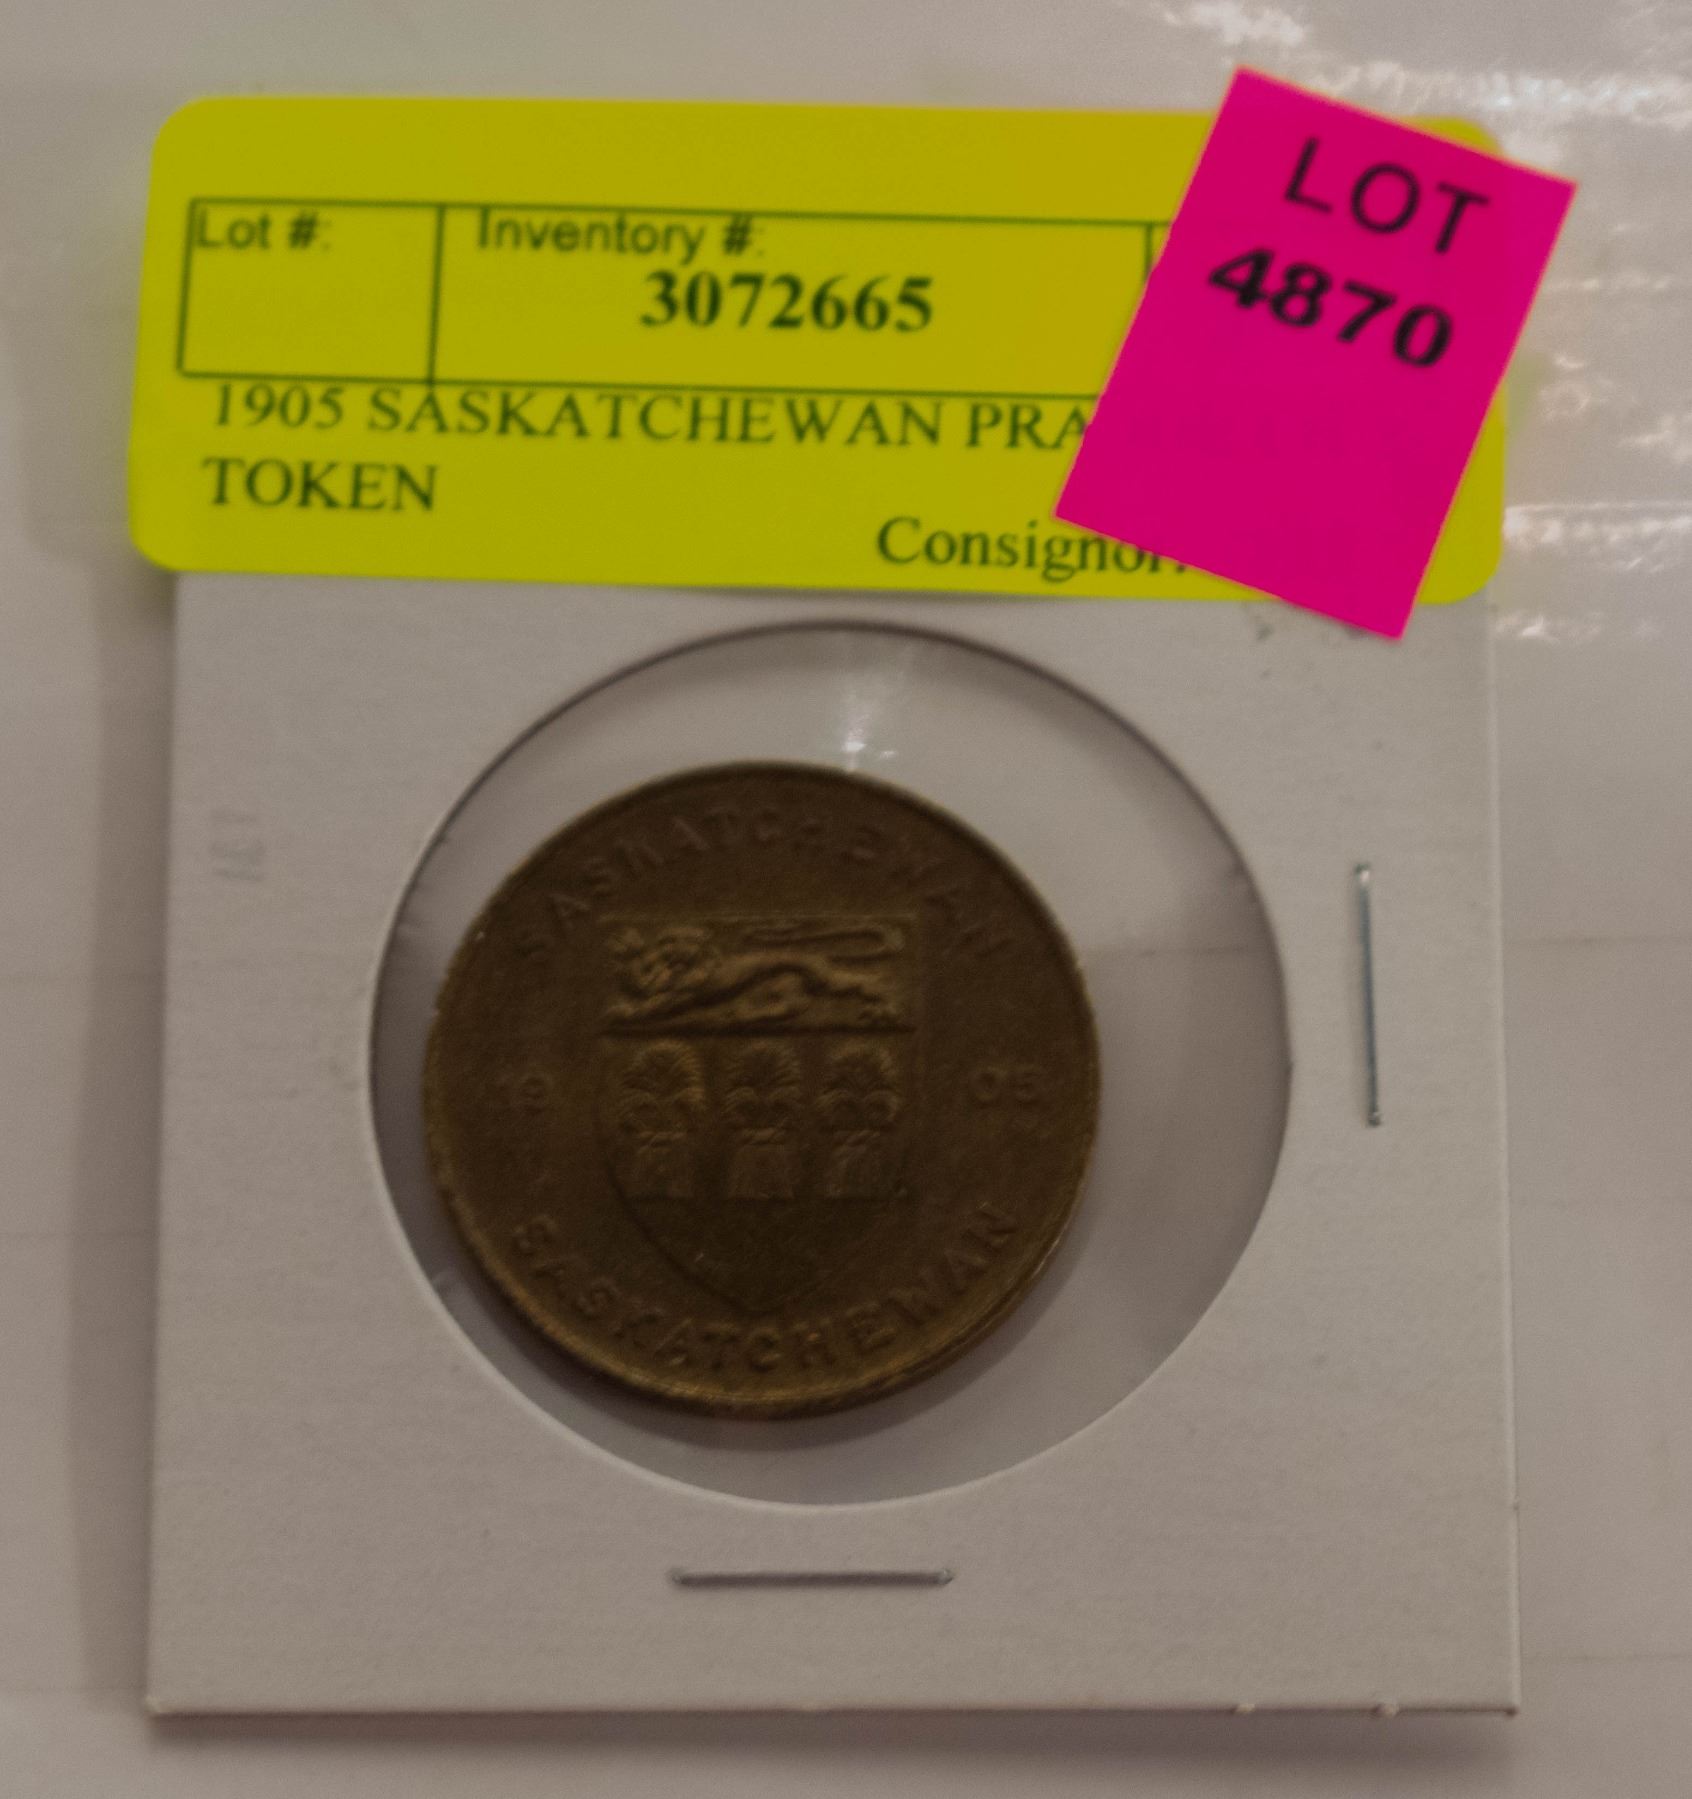 LOT
4870
Lot #:
Inventory #:
3072665
1905 SASKATCHEWAN PRA
TOKEN
Consignor:
SASKATCHEWAN
19 05
SASKATCHEWAN